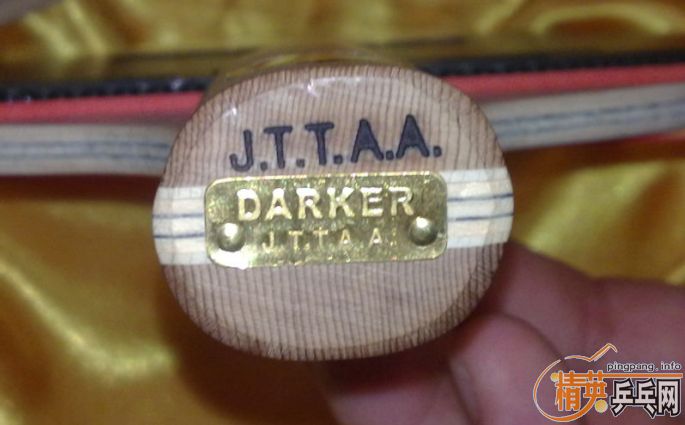 J.T.T.A.A.
DARKER
J.T.T.A.A.
pingpang.info
精英乒乓网